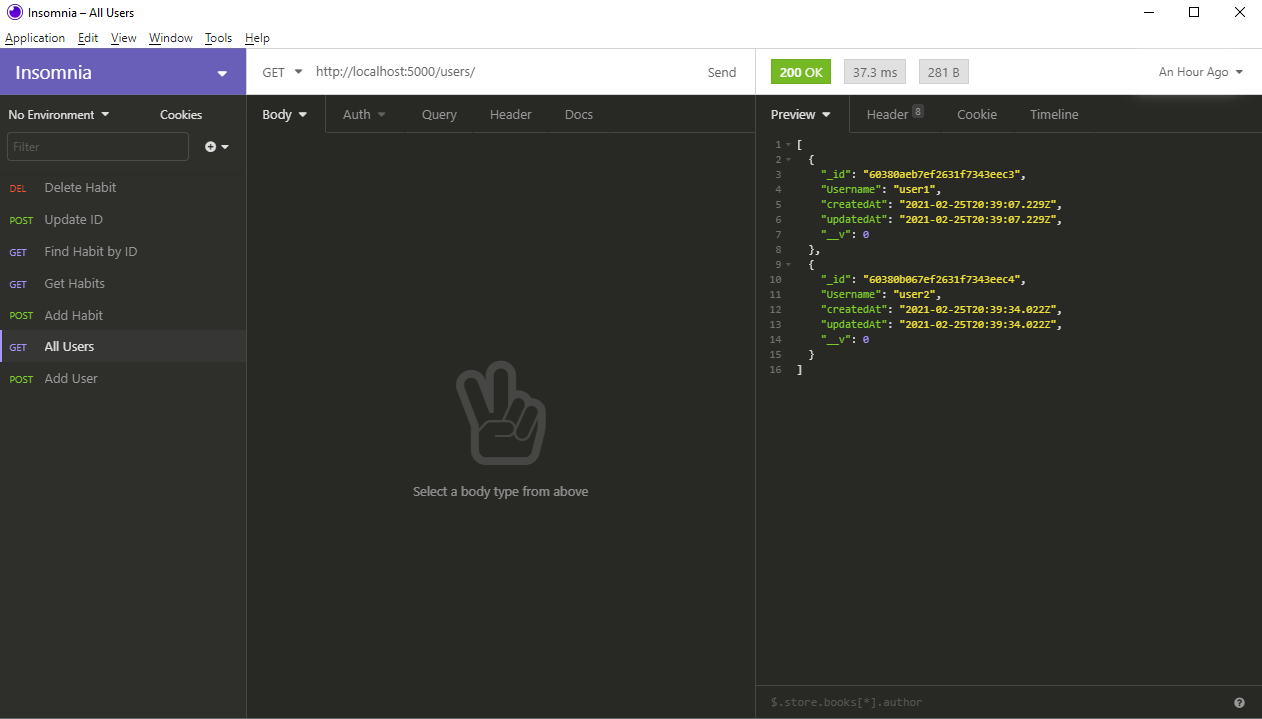 Insomnia – All Users
Application Edit View Window Tools Help
Insomnia
GET http://localhost:5000/users/ Send
200 OK 37.3 ms 281 B An Hour Ago
No Environment Cookies
Filter
DEL Delete Habit
POST Update ID
GET Find Habit by ID
GET Get Habits
POST Add Habit
GET All Users
POST Add User
Body Auth Query Header Docs
Select a body type from above
Preview Header 8 Cookie Timeline
1 [
2 {
3 "_id": "60380aeb7ef2631f7343eec3",
4 "Username": "user1",
5 "createdAt": "2021-02-25T20:39:07.229Z",
6 "updatedAt": "2021-02-25T20:39:07.229Z",
7 "__v": 0
8 },
9 {
10 "_id": "60380b067ef2631f7343eec4",
11 "Username": "user2",
12 "createdAt": "2021-02-25T20:39:34.022Z",
13 "updatedAt": "2021-02-25T20:39:34.022Z",
14 "__v": 0
15 }
16 ]
$.store.books[*].author